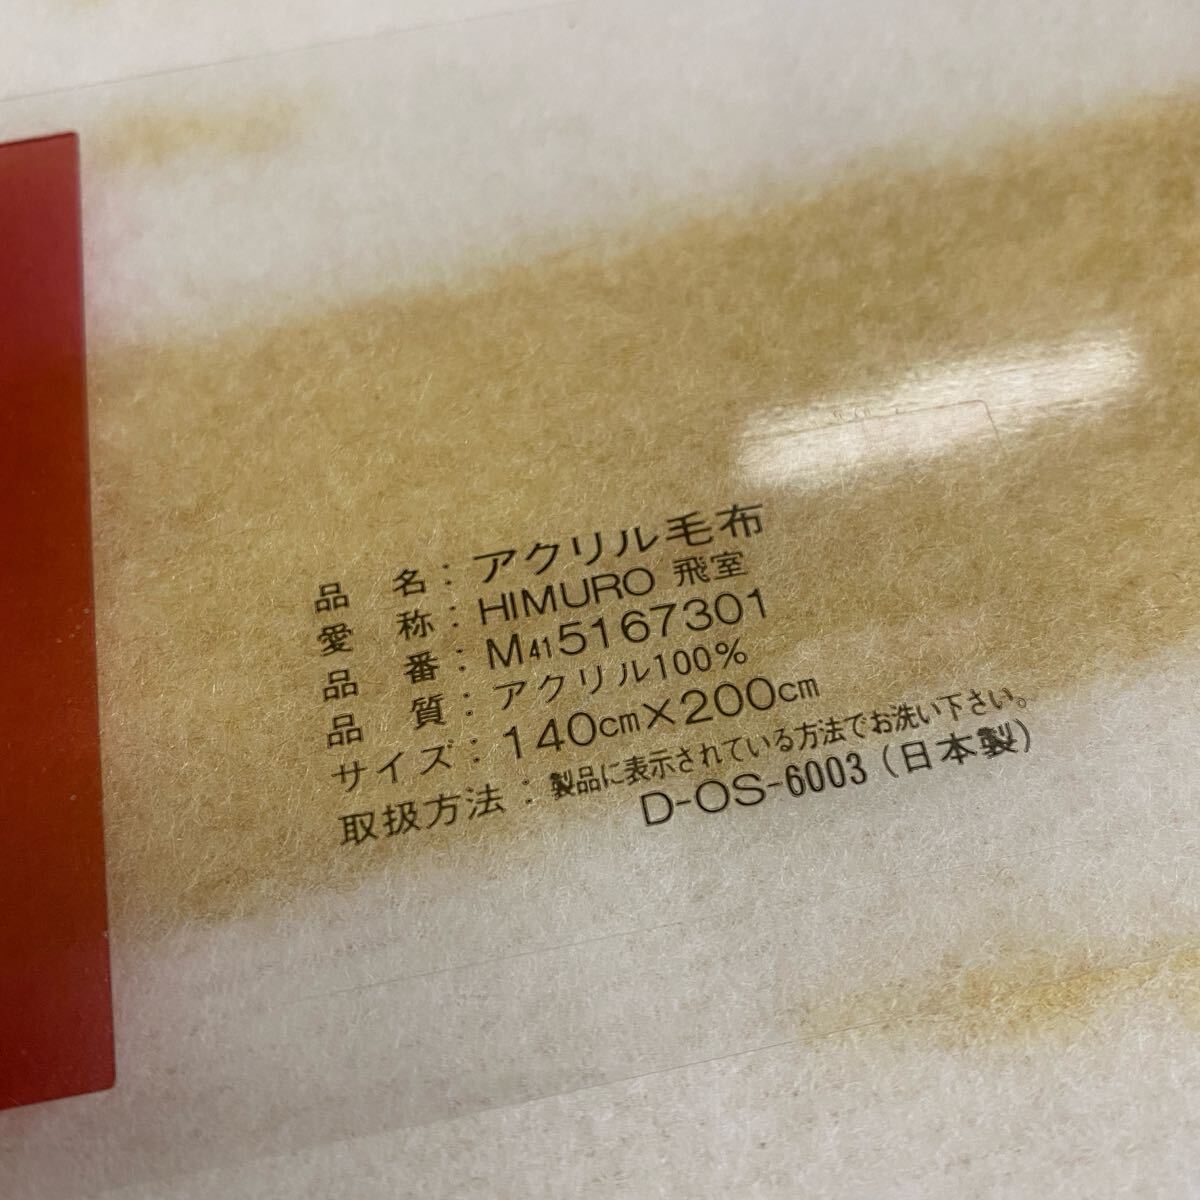 品名：アクリル毛布
愛称：HIMURO 飛室
品番：M415167301
品質：アクリル100%
サイズ：140cm×200cm
取扱方法：製品に表示されている方法でお洗い下さい。
D-OS-6003（日本製）